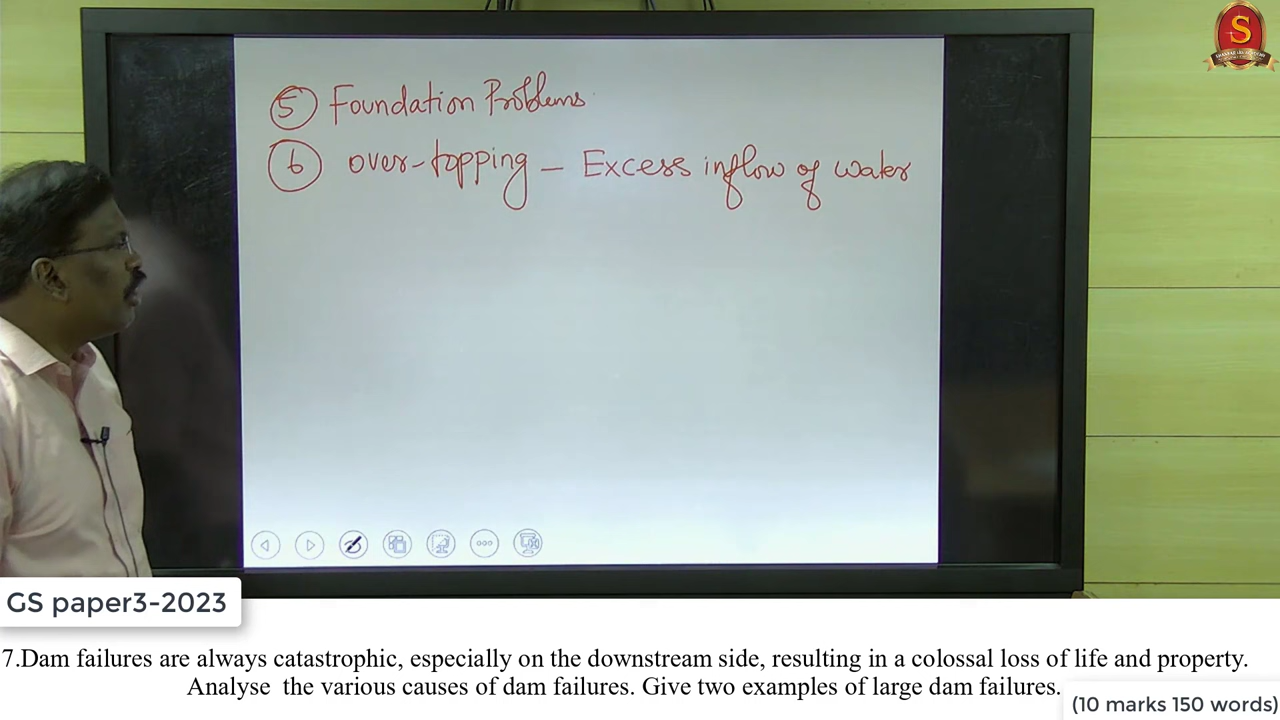 S
5 Foundation Problems
6 over-topping - Excess inflow of water
GS paper3-2023
7.Dam failures are always catastrophic, especially on the downstream side, resulting in a colossal loss of life and property.
Analyse the various causes of dam failures. Give two examples of large dam failures.
(10 marks 150 words)